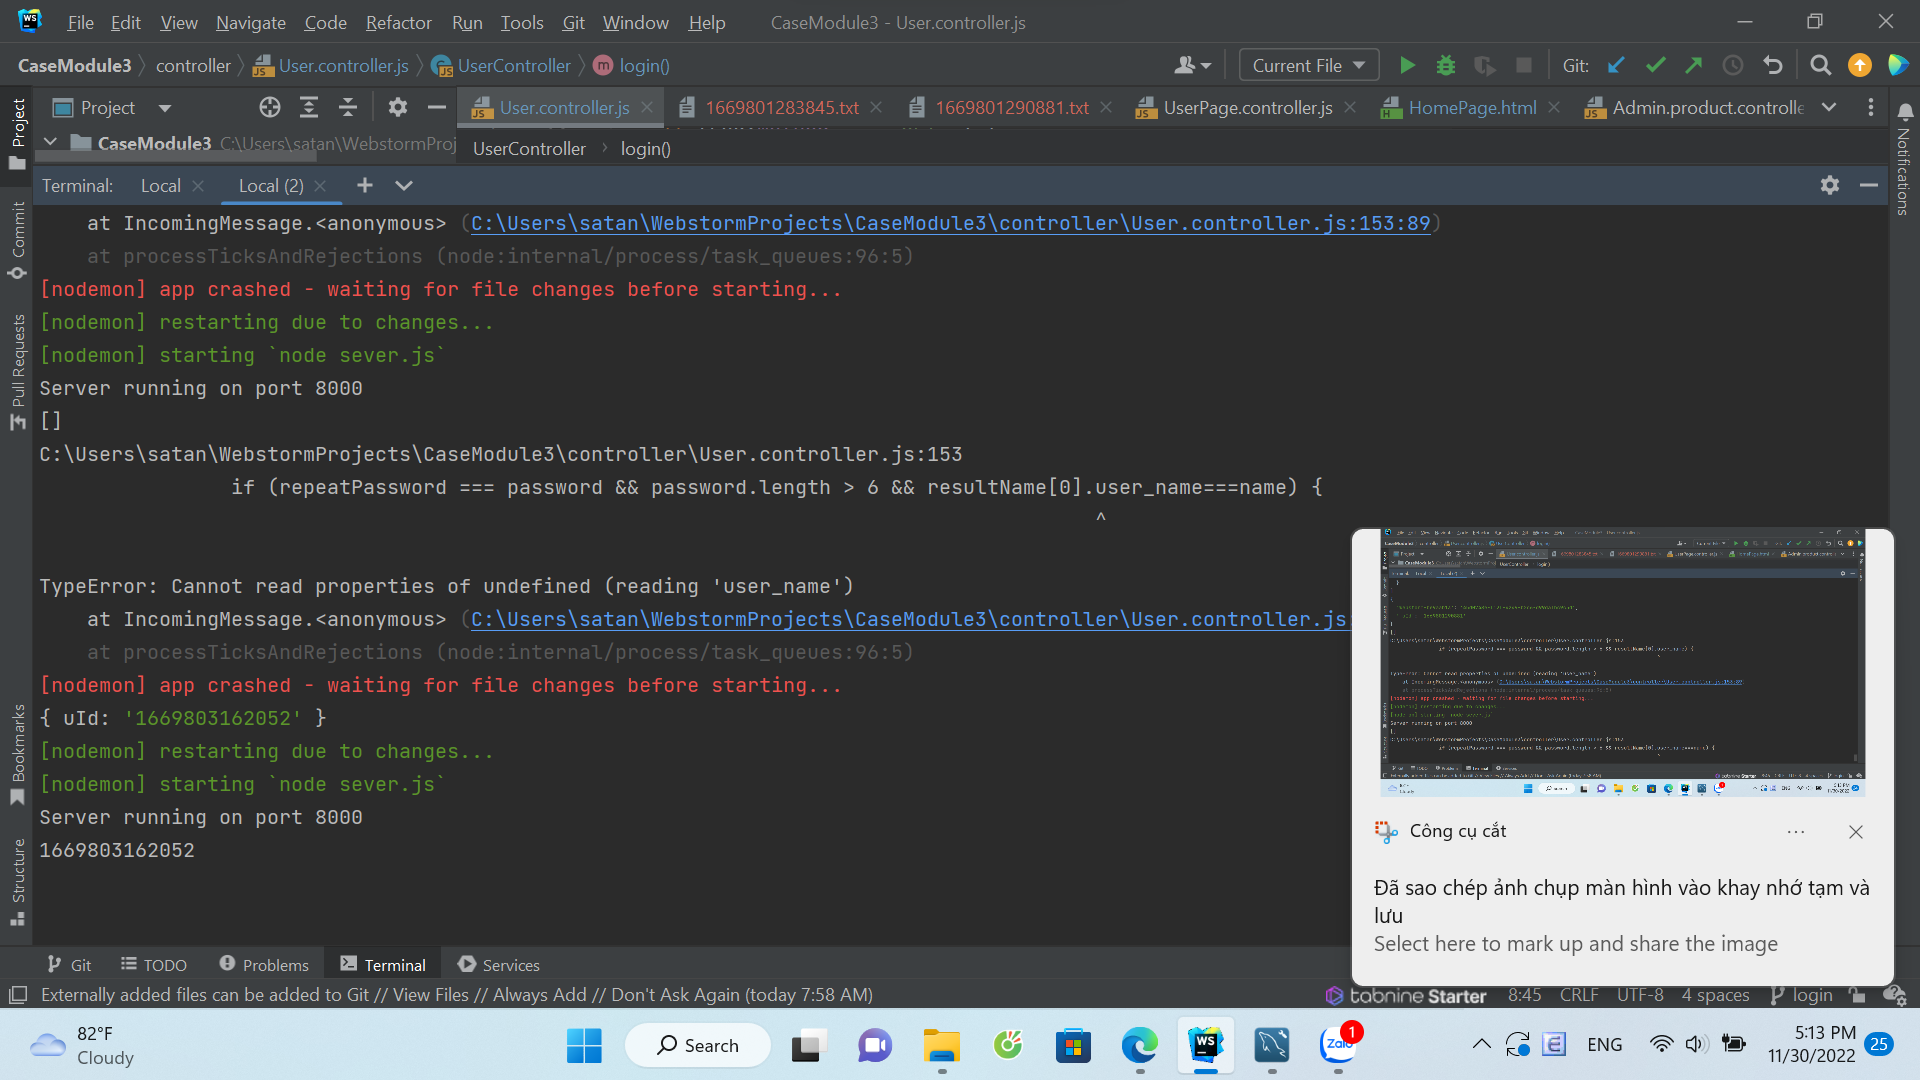 File Edit View Navigate Code Refactor Run Tools Git Window Help CaseModule3 - User.controller.js
CaseModule3 controller User.controller.js UserController login() Current File Git:
Project User.controller.js 1669801283845.txt 1669801290881.txt UserPage.controller.js HomePage.html Admin.product.controlle
CaseModule3 C:\Users\satan\WebstormProj UserController login()
Terminal: Local Local (2)
at IncomingMessage.<anonymous> (C:\Users\satan\WebstormProjects\CaseModule3\controller\User.controller.js:153:89)
at processTicksAndRejections (node:internal/process/task_queues:96:5)
[nodemon] app crashed - waiting for file changes before starting...
[nodemon] restarting due to changes...
[nodemon] starting `node sever.js`
Server running on port 8000
[]
C:\Users\satan\WebstormProjects\CaseModule3\controller\User.controller.js:153
if (repeatPassword === password && password.length > 6 && resultName[0].user_name===name) {
^
TypeError: Cannot read properties of undefined (reading 'user_name')
at IncomingMessage.<anonymous> (C:\Users\satan\WebstormProjects\CaseModule3\controller\User.controller.js:
at processTicksAndRejections (node:internal/process/task_queues:96:5)
[nodemon] app crashed - waiting for file changes before starting...
{ uId: '1669803162052' }
[nodemon] restarting due to changes...
[nodemon] starting `node sever.js`
Server running on port 8000
1669803162052
Project
Commit
Pull Requests
Bookmarks
Structure
Notifications
Công cụ cắt
Đã sao chép ảnh chụp màn hình vào khay nhớ tạm và
lưu
Select here to mark up and share the image
Git TODO Problems Terminal Services
Externally added files can be added to Git // View Files // Always Add // Don't Ask Again (today 7:58 AM) tabnine Starter 8:45 CRLF UTF-8 4 spaces login
82°F
Cloudy
Search
WS
Zalo
1
ENG
5:13 PM
11/30/2022
25